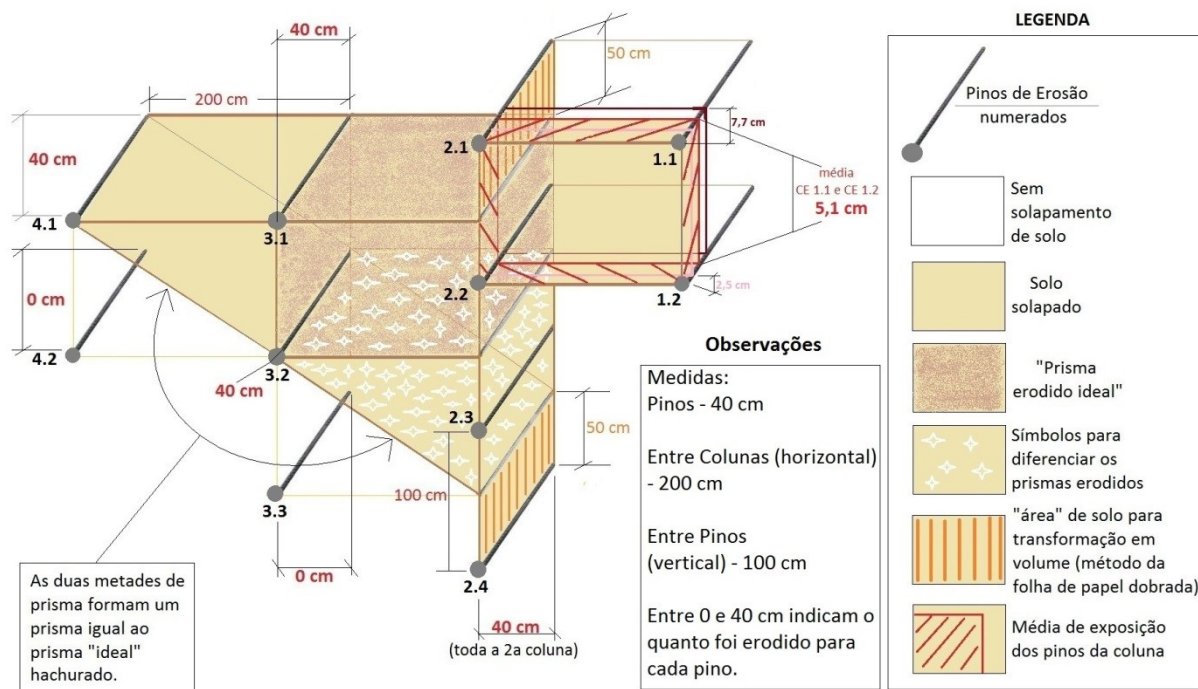 40 cm
50 cm
200 cm
40 cm
7,7 cm
2.1
1.1
média
CE 1.1 e CE 1.2
5,1 cm
4.1
3.1
0 cm
2.2
2,5 cm
1.2
4.2
40 cm
3.2
2.3
50 cm
100 cm
3.3
0 cm
2.4
40 cm
(toda a 2a coluna)
As duas metades de
prisma formam um
prisma igual ao
prisma "ideal"
hachurado.
Observações
Medidas:
Pinos - 40 cm
Entre Colunas (horizontal)
- 200 cm
Entre Pinos
(vertical) - 100 cm
Entre 0 e 40 cm indicam o
quanto foi erodido para
cada pino.
LEGENDA
Pinos de Erosão
numerados
Sem
solapamento
de solo
Solo
solapado
"Prisma
erodido ideal"
Símbolos para
diferenciar os
prismas erodidos
"área" de solo para
transformação em
volume (método da
folha de papel dobrada)
Média de exposição
dos pinos da coluna